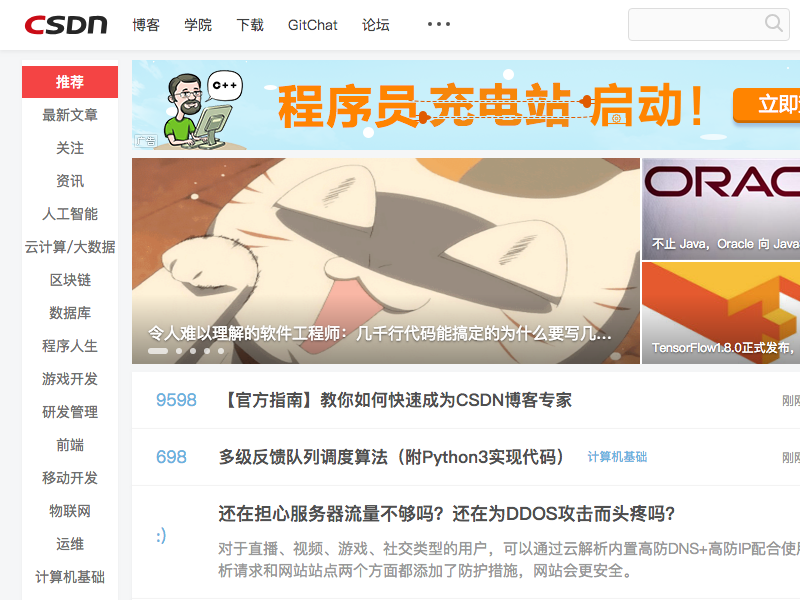 CSDN 博客 学院 下载 GitChat 论坛
推荐
最新文章
关注
资讯
人工智能
云计算/大数据
区块链
数据库
程序人生
游戏开发
研发管理
前端
移动开发
物联网
运维
计算机基础
C++
程序员 充电站 启动！
立即
广告
令人难以理解的软件工程师：几千行代码能搞定的为什么要写几...
ORAC
不止 Java，Oracle 向 Java
TensorFlow1.8.0正式发布，
9598 【官方指南】教你如何快速成为CSDN博客专家 刚刚
698 多级反馈队列调度算法（附Python3实现代码） 计算机基础 刚刚
还在担心服务器流量不够吗？还在为DDOS攻击而头疼吗？
:)
对于直播、视频、游戏、社交类型的用户，可以通过云解析内置高防DNS+高防IP配合使
析请求和网站站点两个方面都添加了防护措施，网站会更安全。